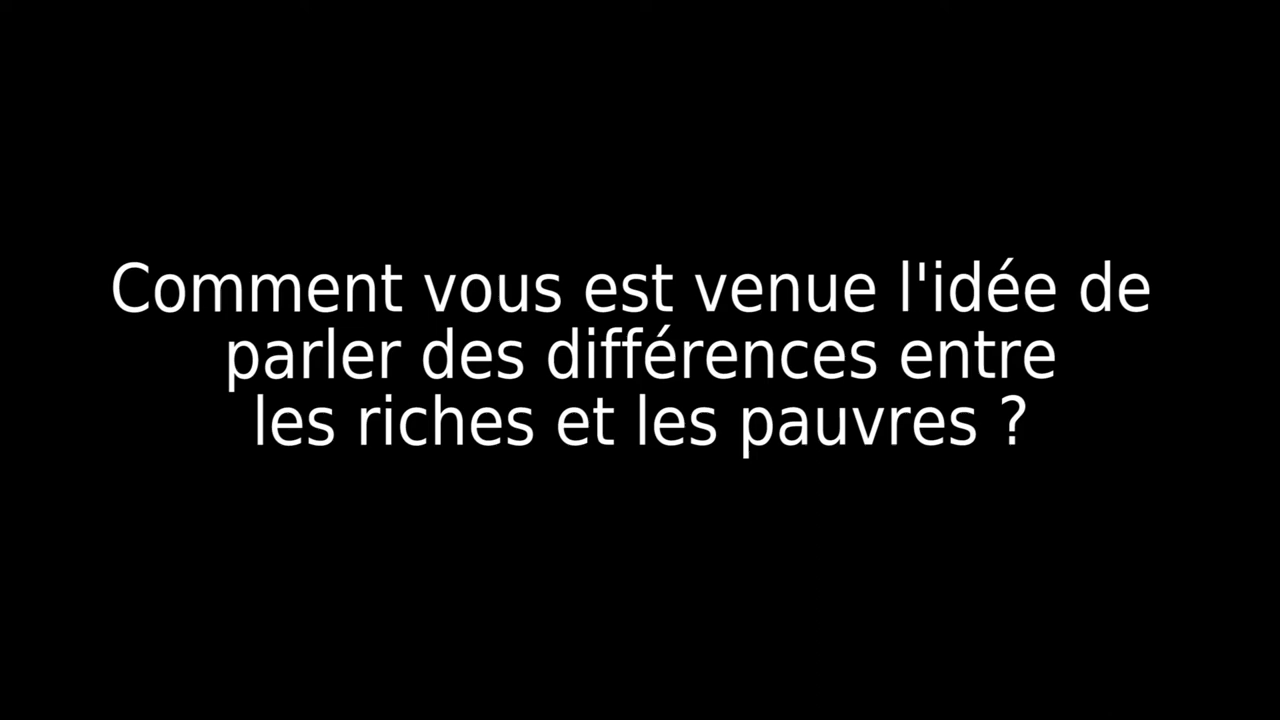 Comment vous est venue l'idée de
parler des différences entre
les riches et les pauvres ?